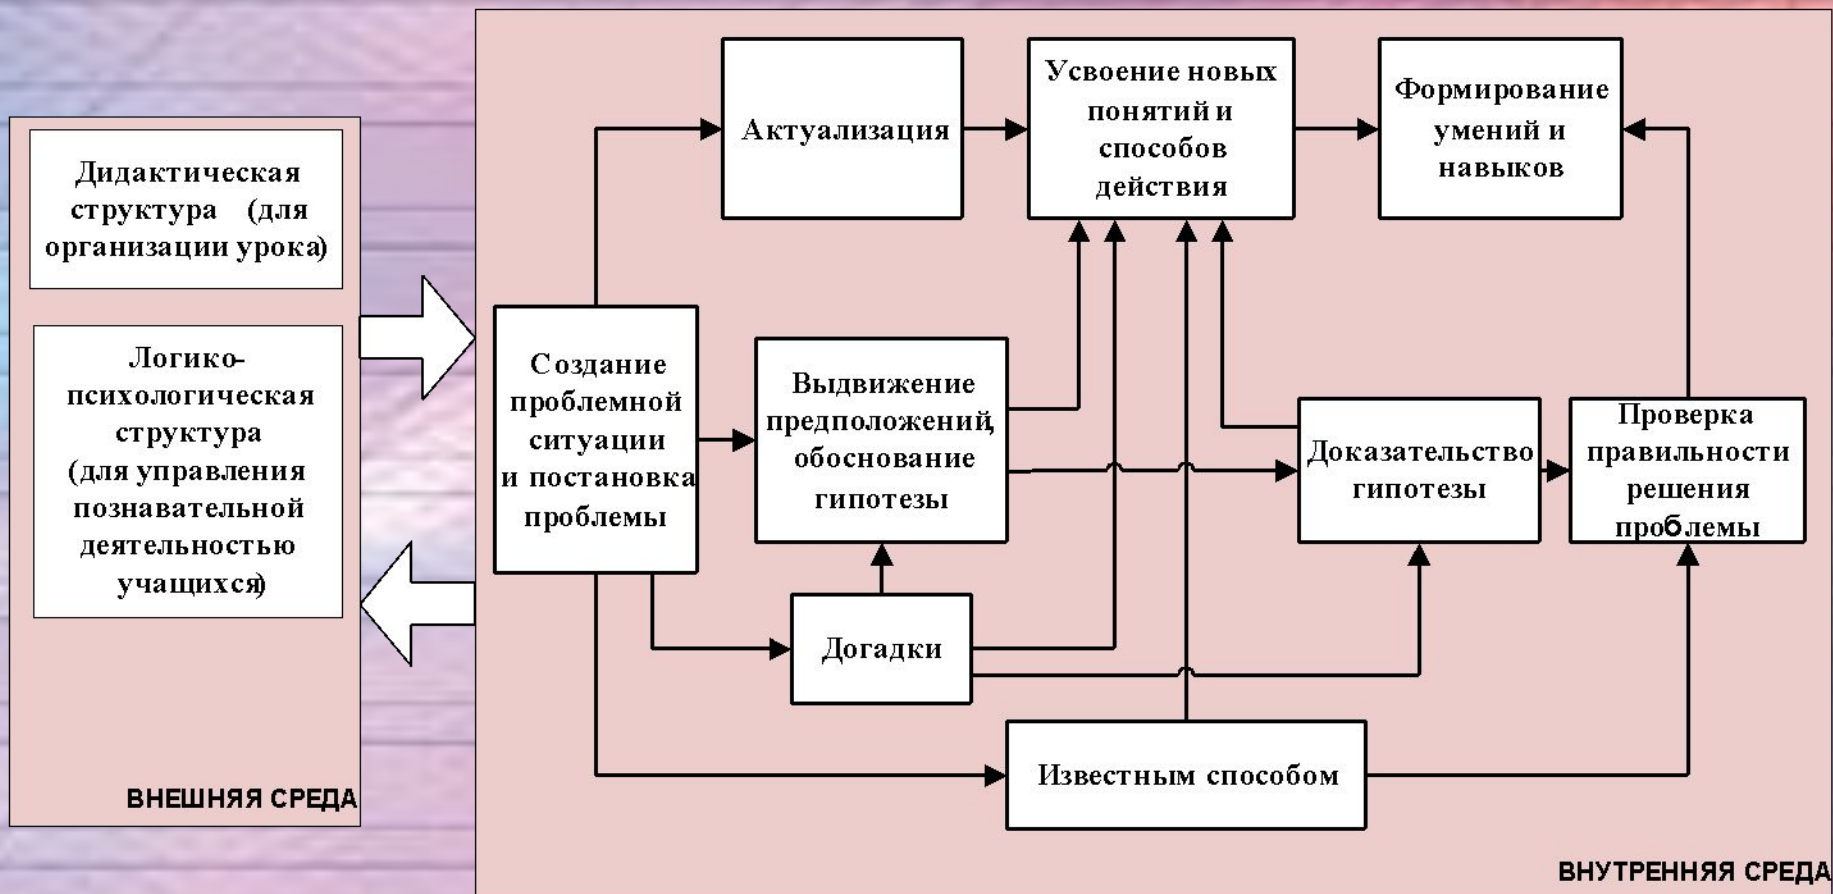 Дидактическая
структура (для
организации урока)
Логико-
психологическая
структура
(для управления
познавательной
деятельностью
учащихся)
ВНЕШНЯЯ СРЕДА
Актуализация
Усвоение новых
понятий и
способов
действия
Формирование
умений и
навыков
Создание
проблемной
ситуации
и постановка
проблемы
Выдвижение
предположений,
обоснование
гипотезы
Доказательство
гипотезы
Проверка
правильности
решения
проблемы
Догадки
Известным способом
ВНУТРЕННЯЯ СРЕДА